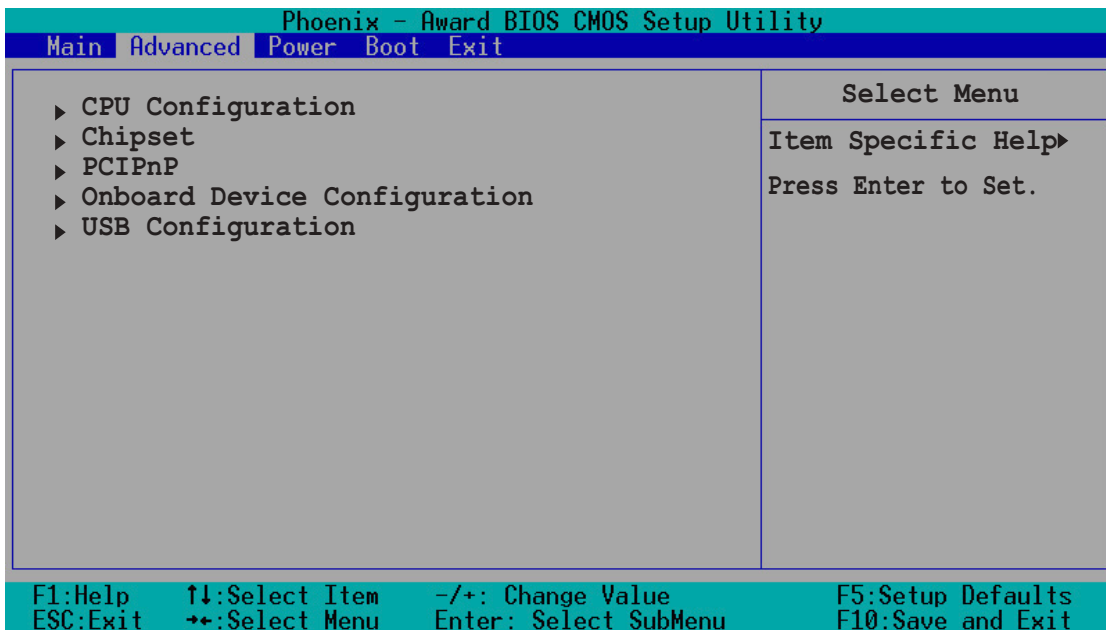 Phoenix - Award BIOS CMOS Setup Utility
Main Advanced Power Boot Exit
▶ CPU Configuration
▶ Chipset
▶ PCIPnP
▶ Onboard Device Configuration
▶ USB Configuration
Select Menu
Item Specific Help▶
Press Enter to Set.
F1:Help ↑↓:Select Item -/+: Change Value F5:Setup Defaults
ESC:Exit →←:Select Menu Enter: Select SubMenu F10:Save and Exit